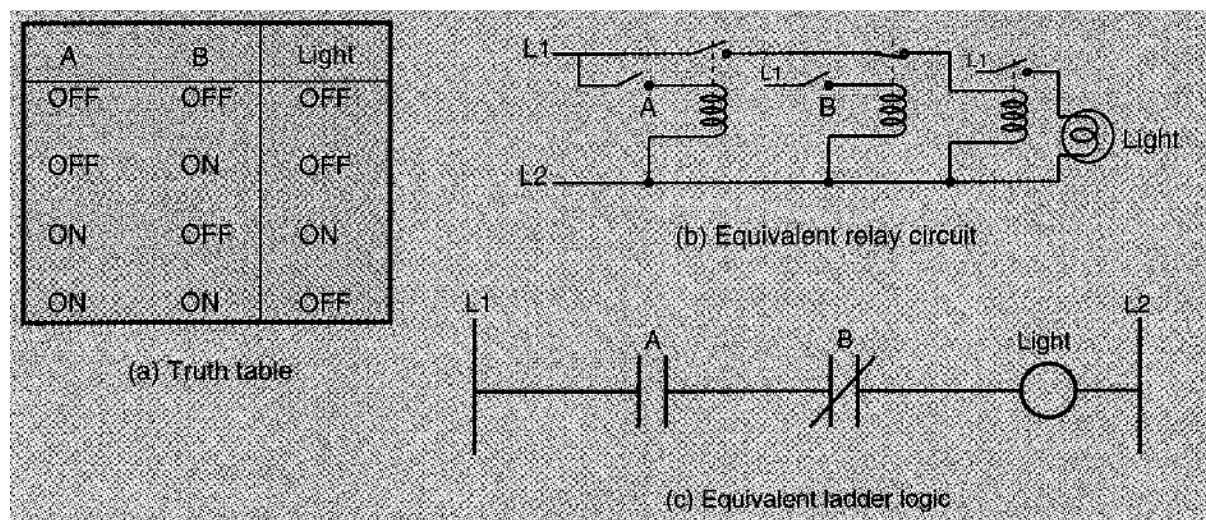 A B Light
OFF OFF OFF
OFF ON OFF
ON OFF ON
ON ON OFF
(a) Truth table
L1
A
L1
B
L1
Light
L2
(b) Equivalent relay circuit
L1
A
B
Light
L2
(c) Equivalent ladder logic